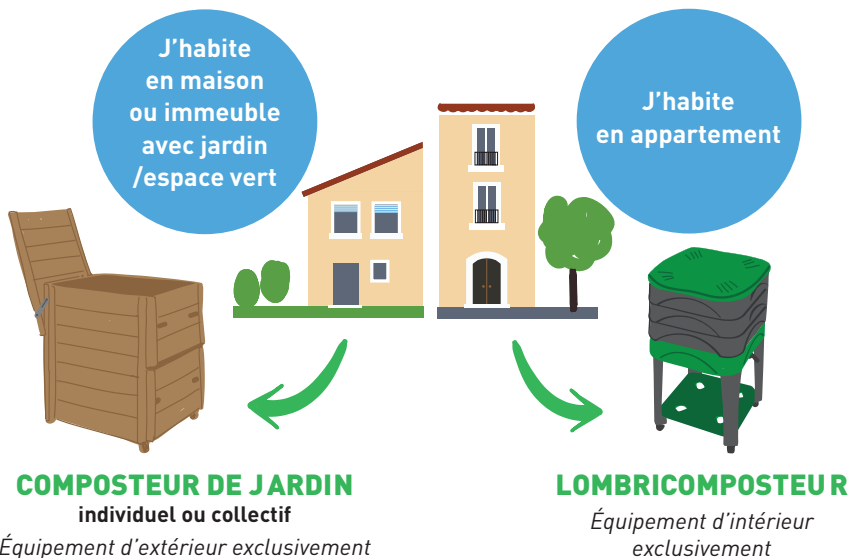 J'habite
en maison
ou immeuble
avec jardin
/espace vert
J'habite
en appartement
COMPOSTEUR DE JARDIN
individuel ou collectif
Équipement d'extérieur exclusivement
LOMBRICOMPOSTEUR
Équipement d'intérieur
exclusivement